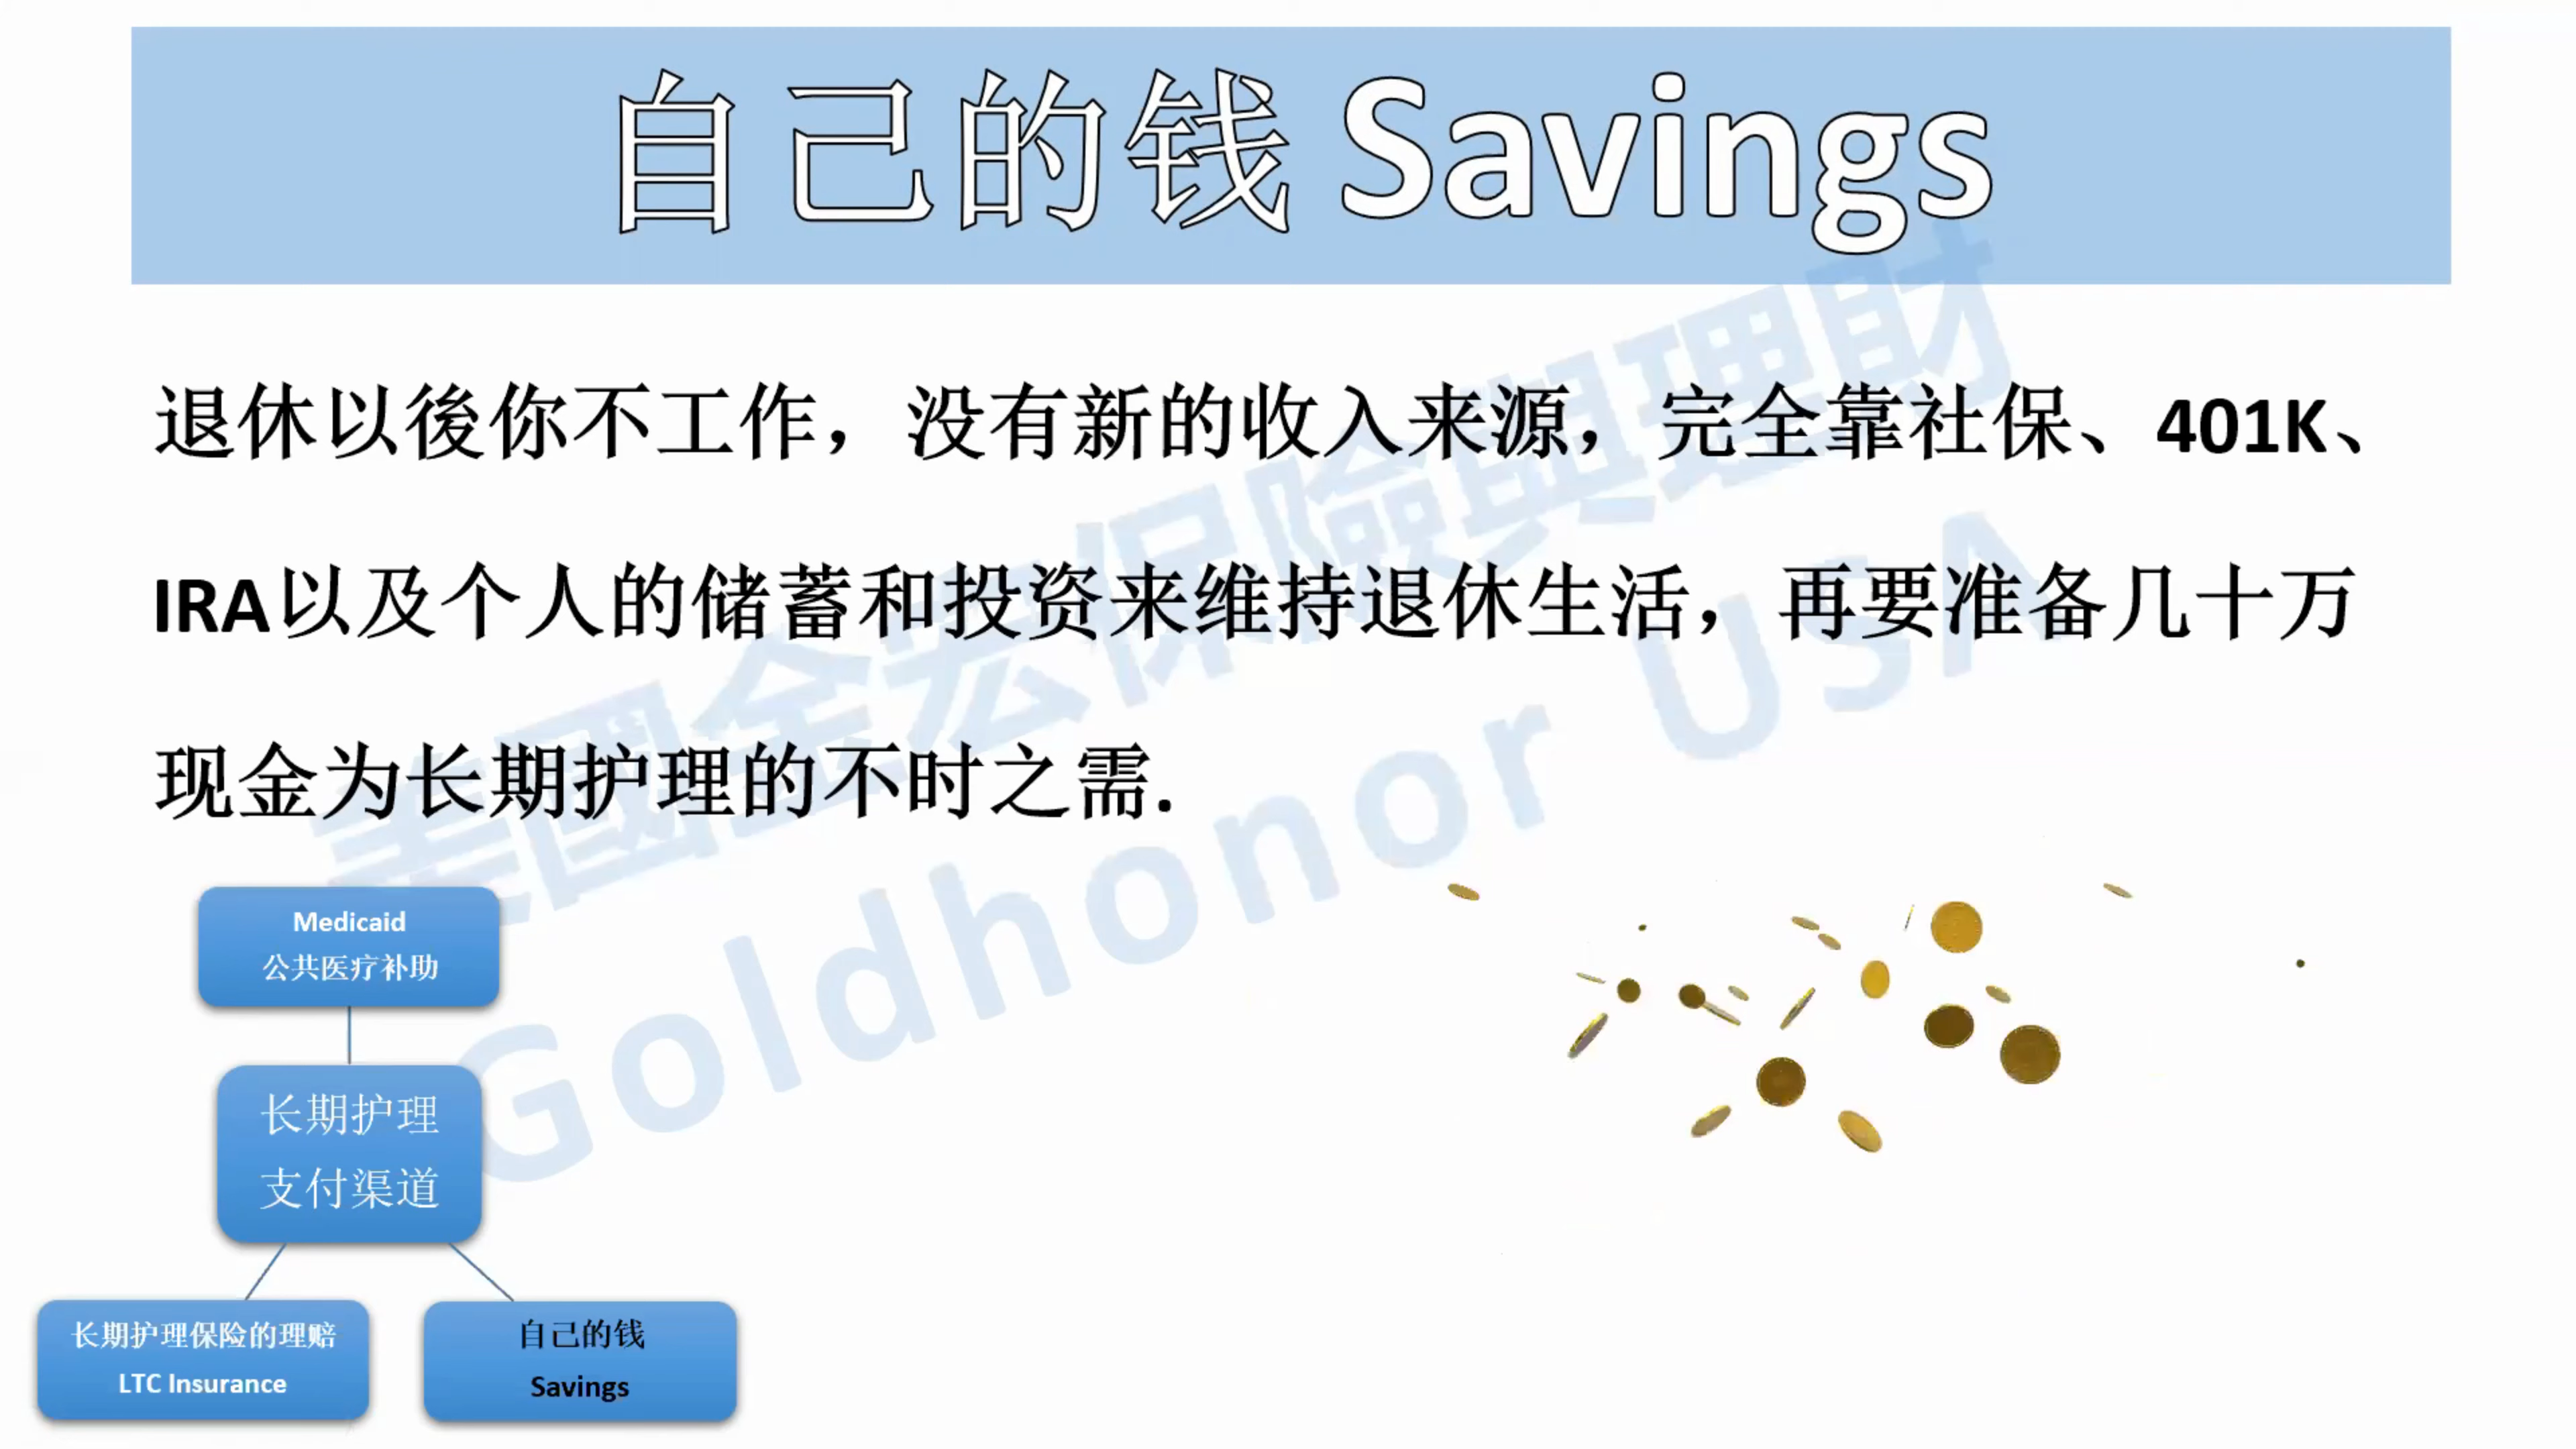 自己的钱 Savings
退休以後你不工作，没有新的收入来源，完全靠社保、401K、
IRA以及个人的储蓄和投资来维持退休生活，再要准备几十万
现金为长期护理的不时之需.
美國金宏保險與理財
Goldhonor USA
Medicaid
公共医疗补助
长期护理
支付渠道
长期护理保险的理赔
LTC Insurance
自己的钱
Savings